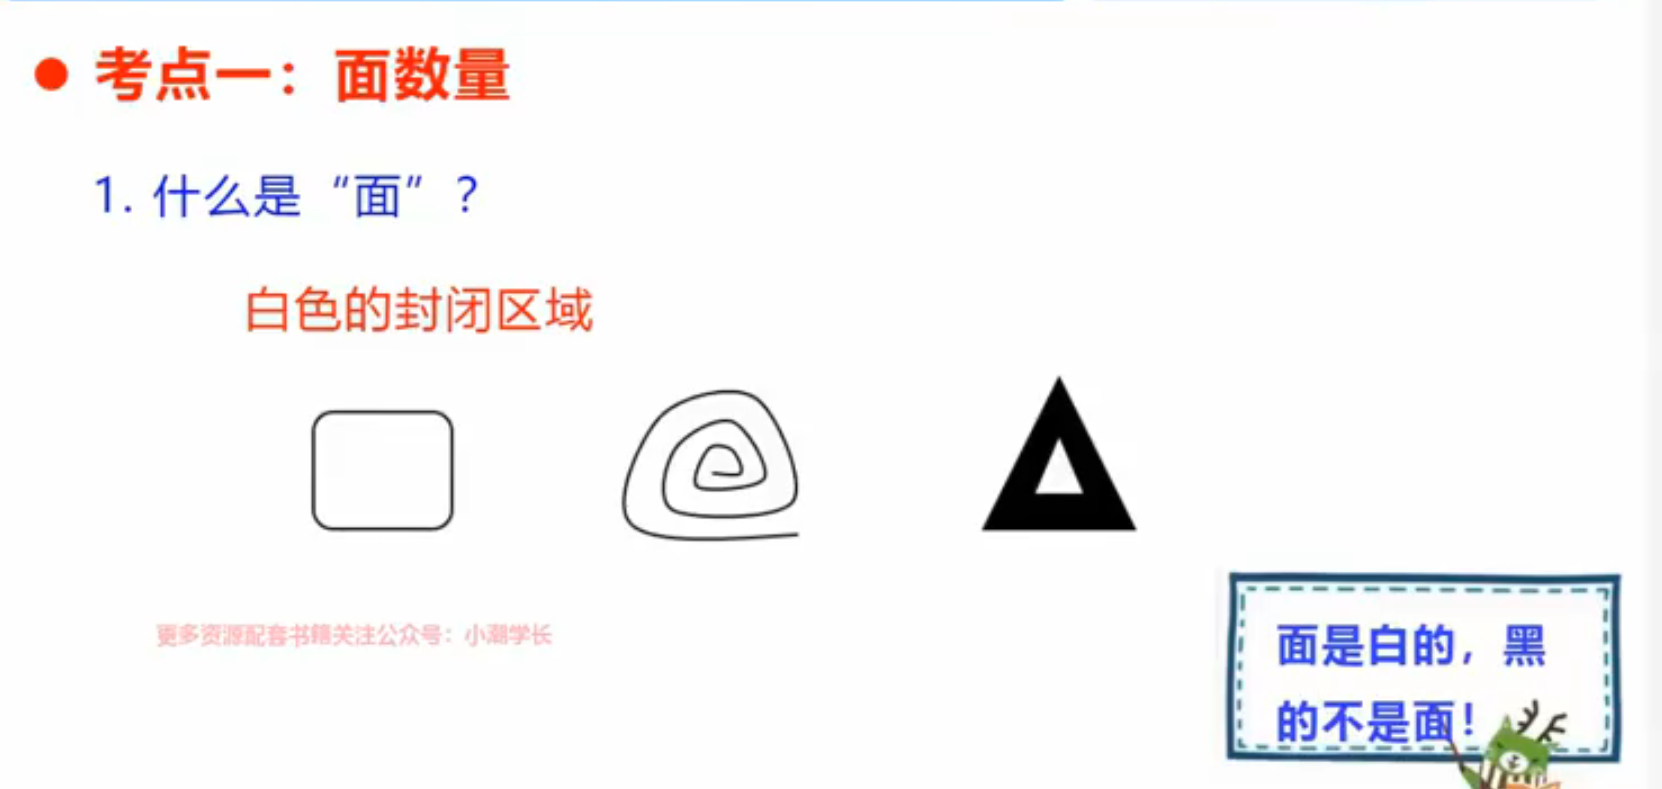 考点一：面数量
1. 什么是“面”？
白色的封闭区域
更多资源配套书籍关注公众号：小潮学长
面是白的，黑
的不是面！